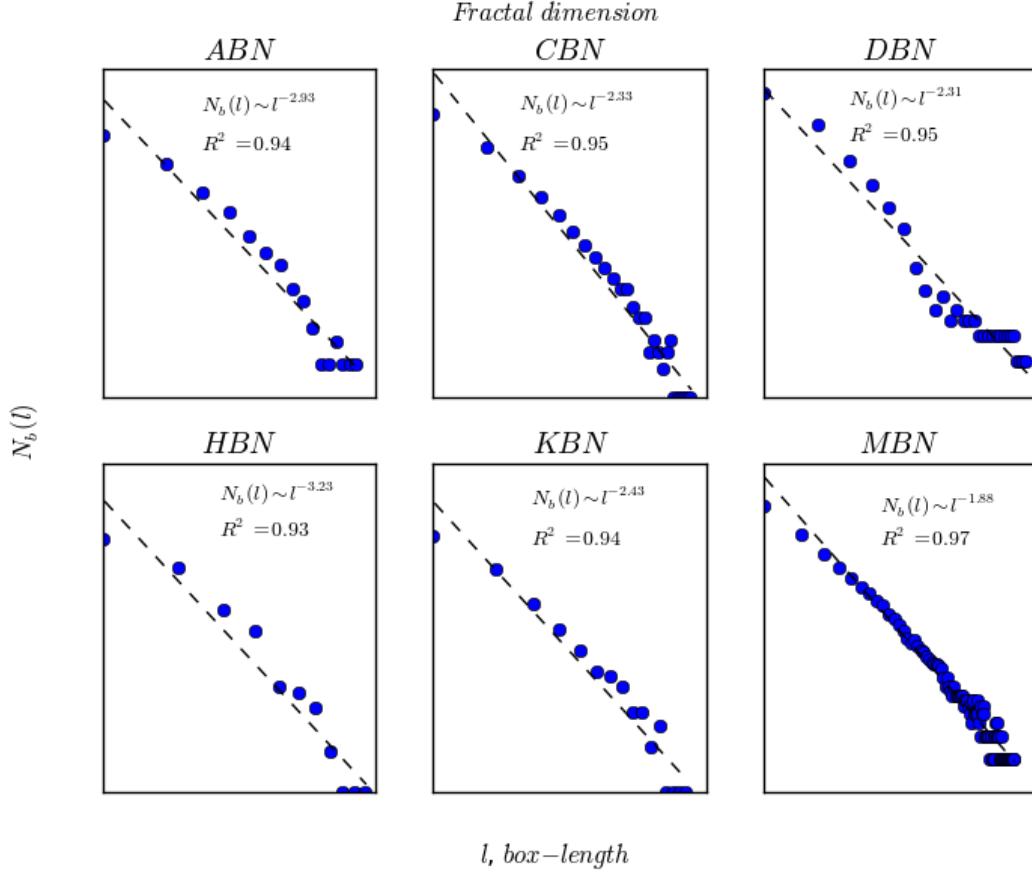 Fractal dimension
ABN
N_b(l) ~ l^{-2.93}
R^2 = 0.94
CBN
N_b(l) ~ l^{-2.33}
R^2 = 0.95
DBN
N_b(l) ~ l^{-2.31}
R^2 = 0.95
N_b(l)
HBN
N_b(l) ~ l^{-3.23}
R^2 = 0.93
KBN
N_b(l) ~ l^{-2.43}
R^2 = 0.94
MBN
N_b(l) ~ l^{-1.88}
R^2 = 0.97
l, box−length